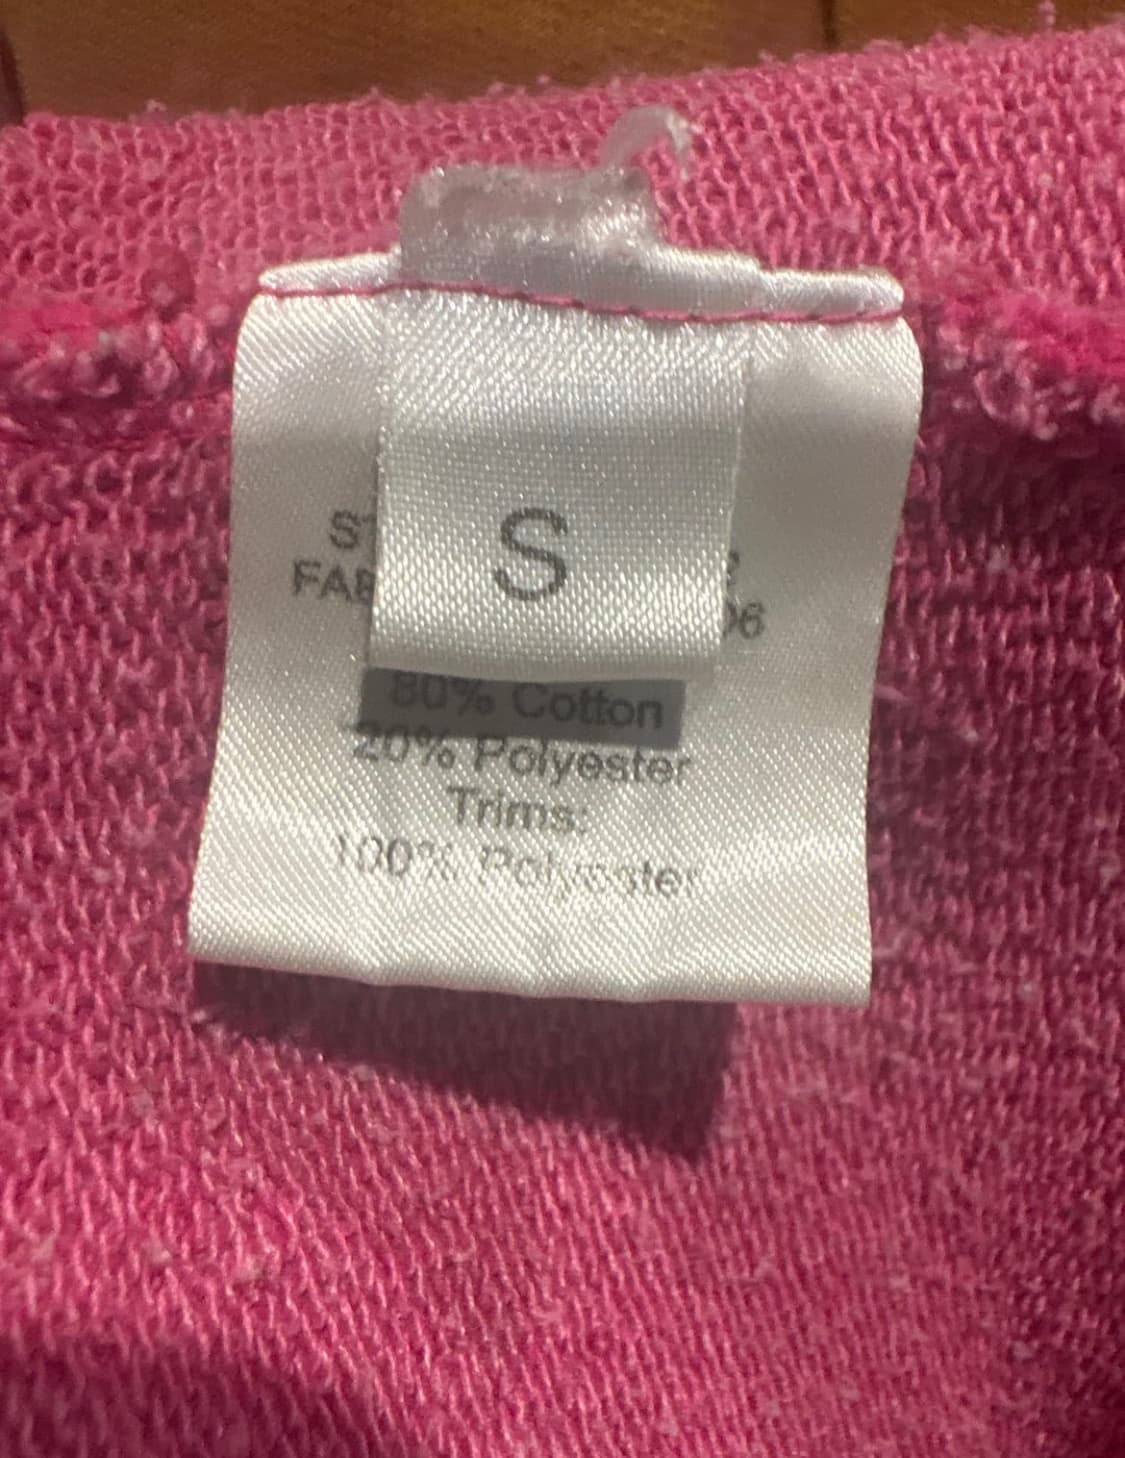 S
80% Cotton
20% Polyester
Trims:
100% Polyester